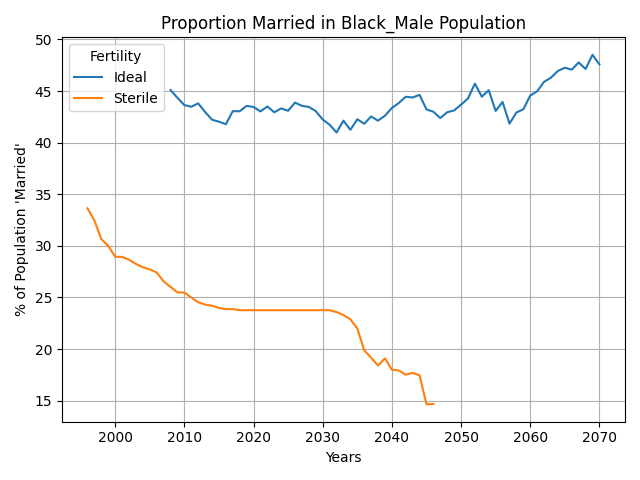 Proportion Married in Black_Male Population
% of Population 'Married'
50
45
40
35
30
25
20
15
Fertility
Ideal
Sterile
2000 2010 2020 2030 2040 2050 2060 2070
Years